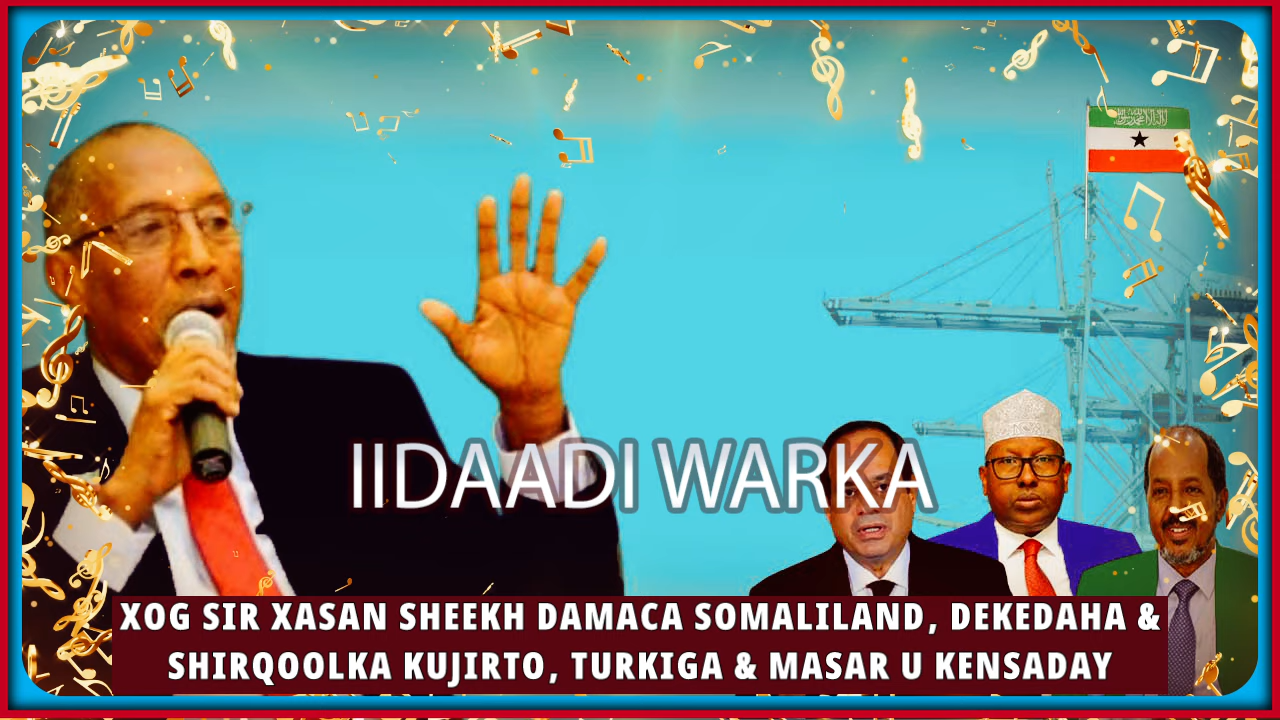 IIDAADI WARKA
XOG SIR XASAN SHEEKH DAMACA SOMALILAND, DEKEDAHA &
SHIRQOOLKA KUJIRTO, TURKIGA & MASAR U KENSADAY